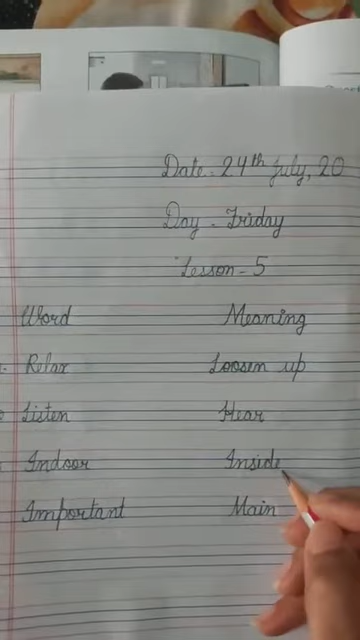 Date - 24th July, 20
Day - Friday
Lesson - 5
Word Meaning
Relax Loosen up
Listen Hear
Indoor Inside
Important Main